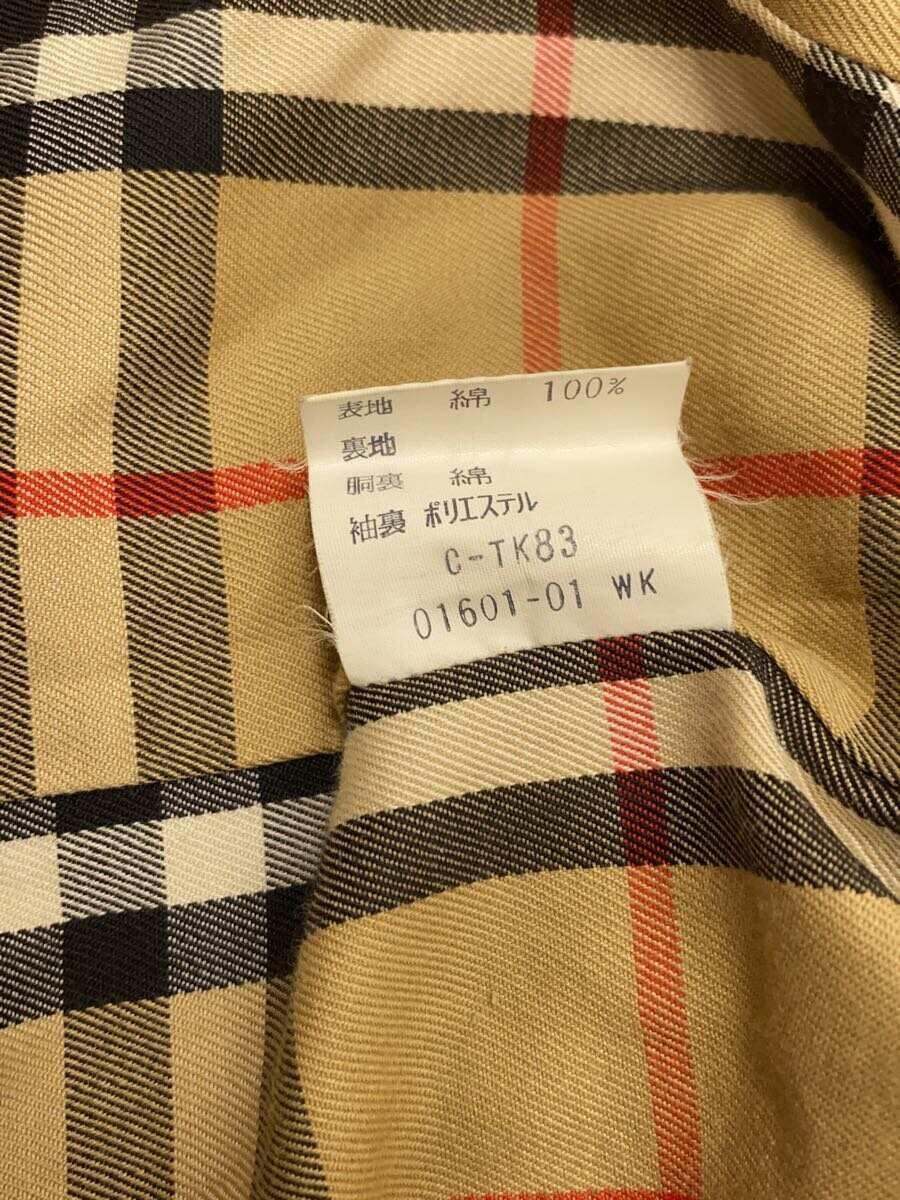 表地 綿 100%
裏地
胴裏 綿
袖裏 ポリエステル
C-TK83
01601-01 WK